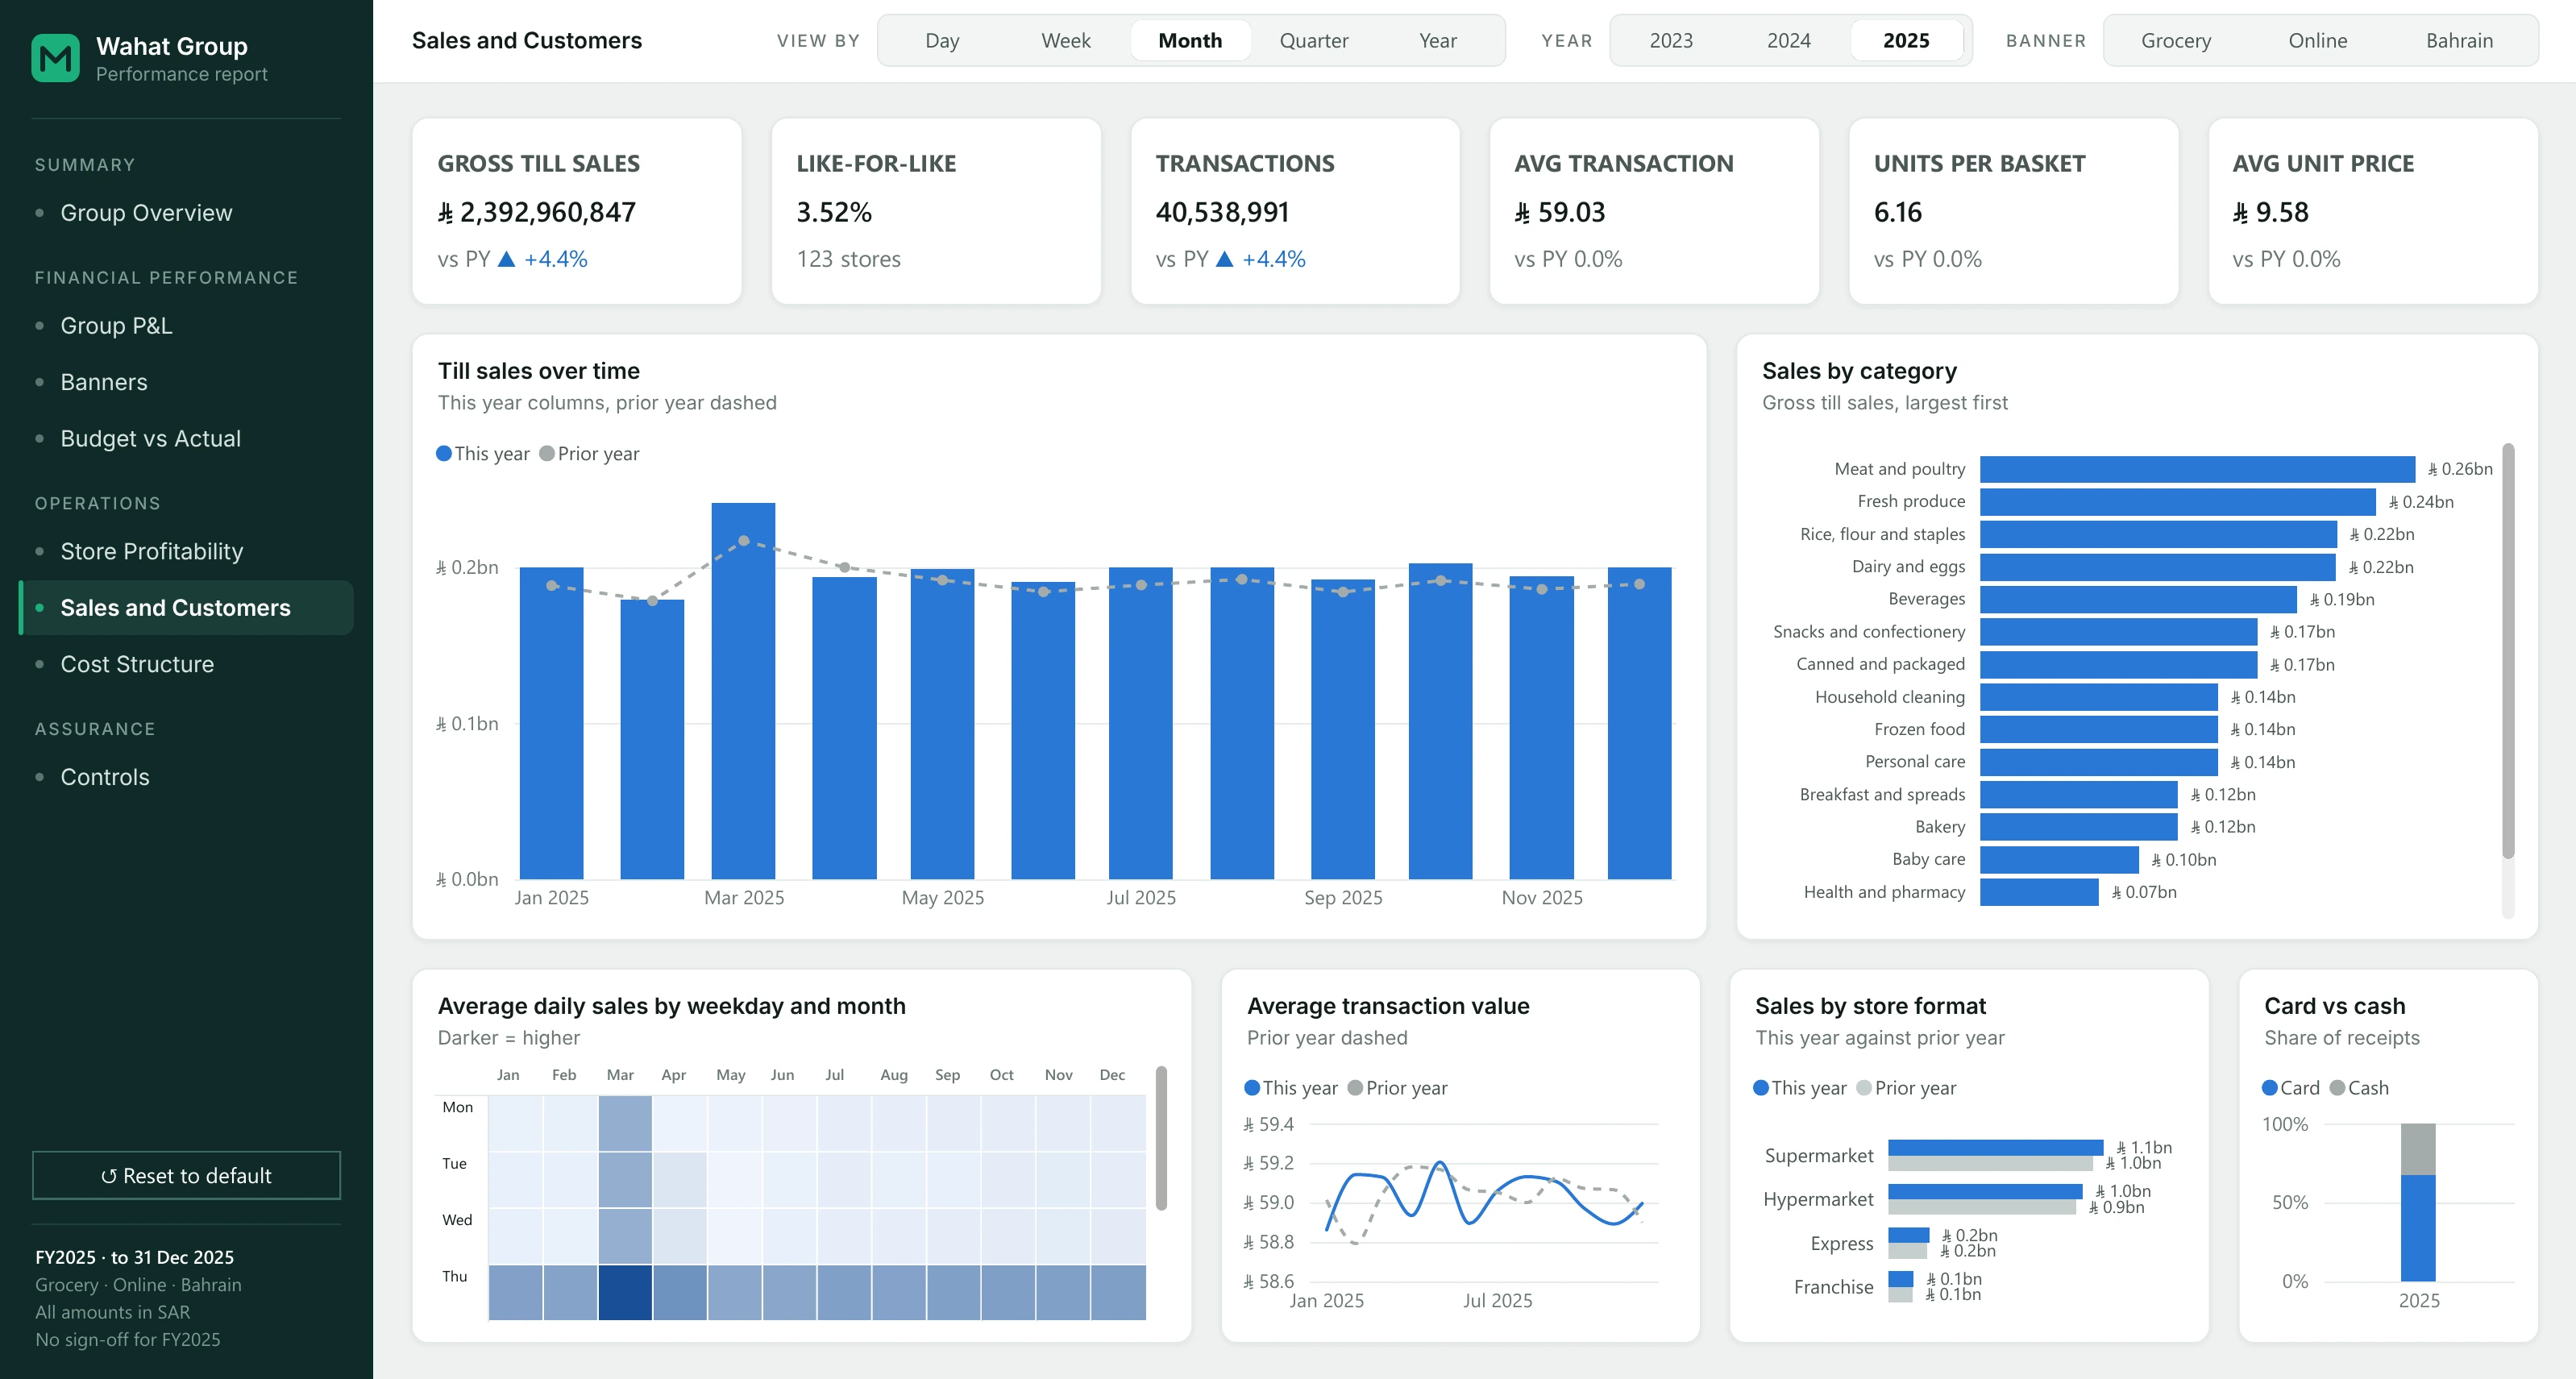 Wahat Group
Performance report
SUMMARY
Group Overview
FINANCIAL PERFORMANCE
Group P&L
Banners
Budget vs Actual
OPERATIONS
Store Profitability
Sales and Customers
Cost Structure
ASSURANCE
Controls
↺ Reset to default
FY2025 · to 31 Dec 2025
Grocery · Online · Bahrain
All amounts in SAR
No sign-off for FY2025
Sales and Customers
VIEW BY Day Week Month Quarter Year
YEAR 2023 2024 2025
BANNER Grocery Online Bahrain
GROSS TILL SALES
⃁ 2,392,960,847
vs PY ▲ +4.4%
LIKE-FOR-LIKE
3.52%
123 stores
TRANSACTIONS
40,538,991
vs PY ▲ +4.4%
AVG TRANSACTION
⃁ 59.03
vs PY 0.0%
UNITS PER BASKET
6.16
vs PY 0.0%
AVG UNIT PRICE
⃁ 9.58
vs PY 0.0%
Till sales over time
This year columns, prior year dashed
This year Prior year
⃁ 0.2bn
⃁ 0.1bn
⃁ 0.0bn
Jan 2025 Mar 2025 May 2025 Jul 2025 Sep 2025 Nov 2025
Sales by category
Gross till sales, largest first
Meat and poultry ⃁ 0.26bn
Fresh produce ⃁ 0.24bn
Rice, flour and staples ⃁ 0.22bn
Dairy and eggs ⃁ 0.22bn
Beverages ⃁ 0.19bn
Snacks and confectionery ⃁ 0.17bn
Canned and packaged ⃁ 0.17bn
Household cleaning ⃁ 0.14bn
Frozen food ⃁ 0.14bn
Personal care ⃁ 0.14bn
Breakfast and spreads ⃁ 0.12bn
Bakery ⃁ 0.12bn
Baby care ⃁ 0.10bn
Health and pharmacy ⃁ 0.07bn
Average daily sales by weekday and month
Darker = higher
Jan Feb Mar Apr May Jun Jul Aug Sep Oct Nov Dec
Mon
Tue
Wed
Thu
Average transaction value
Prior year dashed
This year Prior year
⃁ 59.4
⃁ 59.2
⃁ 59.0
⃁ 58.8
⃁ 58.6
Jan 2025 Jul 2025
Sales by store format
This year against prior year
This year Prior year
Supermarket ⃁ 1.1bn
⃁ 1.0bn
Hypermarket ⃁ 1.0bn
⃁ 0.9bn
Express ⃁ 0.2bn
⃁ 0.2bn
Franchise ⃁ 0.1bn
⃁ 0.1bn
Card vs cash
Share of receipts
Card Cash
100%
50%
0%
2025